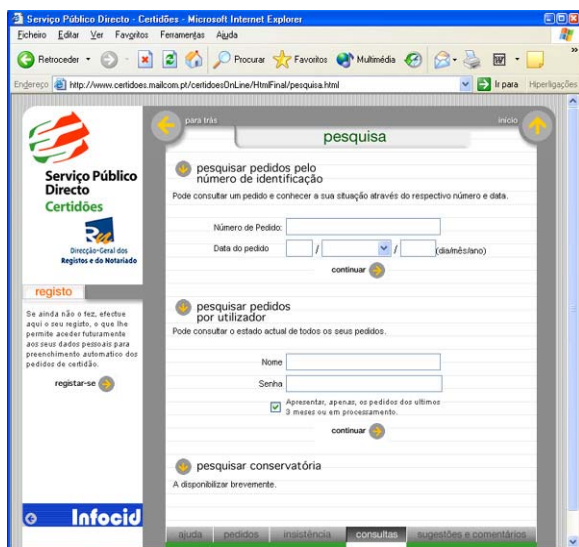 Serviço Público Directo - Certidões - Microsoft Internet Explorer
Ficheiro Editar Ver Favoritos Ferramentas Ajuda
Retroceder Procurar Favoritos Multimédia
Endereço http://www.certidoes.mailcom.pt/certidoesOnLine/HtmlFinal/pesquisa.html Ir para Hiperligações
para trás
início
pesquisa
Serviço Público
Directo
Certidões
Direcção-Geral dos
Registos e do Notariado
registo
Se ainda não o fez, efectue
aqui o seu registo, o que lhe
permite aceder futuramente
aos seus dados pessoais para
preenchimento automatico dos
pedidos de certidão.
registar-se
Infocid
pesquisar pedidos pelo
número de identificação
Pode consultar um pedido e conhecer a sua situação através do respectivo número e data.
Número de Pedido:
Data do pedido / / (dia/mês/ano)
continuar
pesquisar pedidos
por utilizador
Pode consultar o estado actual de todos os seus pedidos.
Nome
Senha
Apresentar, apenas, os pedidos dos ultimos
3 meses ou em processamento.
continuar
pesquisar conservatória
A disponibilizar brevemente.
ajuda pedidos insistência consultas sugestões e comentários